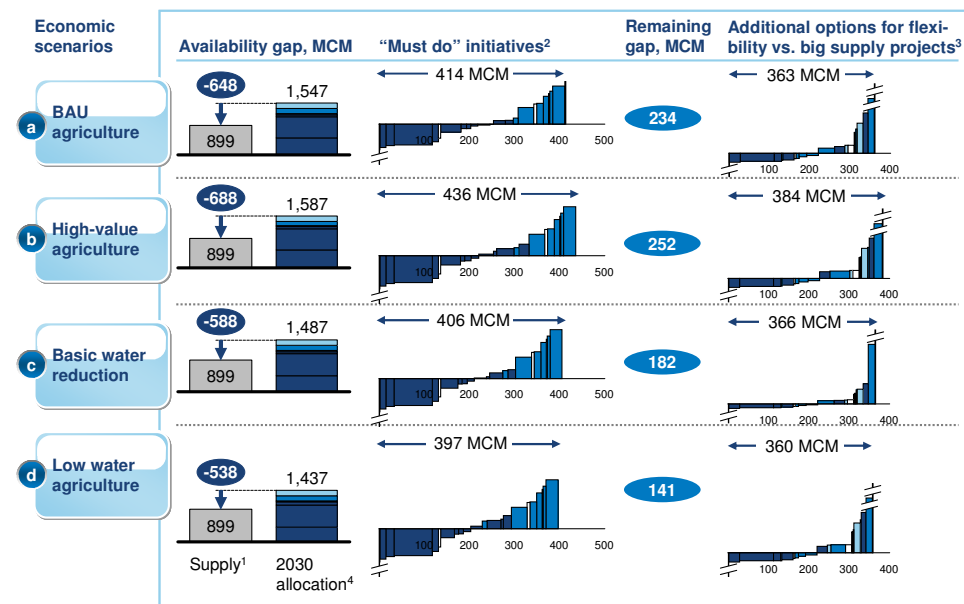 Economic
scenarios
Availability gap, MCM
“Must do” initiatives²
Remaining
gap, MCM
Additional options for flexi-
bility vs. big supply projects³
a
BAU
agriculture
-648
1,547
899
414 MCM
100 200 300 400 500
234
363 MCM
100 200 300 400
b
High-value
agriculture
-688
1,587
899
436 MCM
100 200 300 400 500
252
384 MCM
100 200 300 400
c
Basic water
reduction
-588
1,487
899
406 MCM
100 200 300 400 500
182
366 MCM
100 200 300 400
d
Low water
agriculture
-538
1,437
899
397 MCM
100 200 300 400 500
141
360 MCM
100 200 300 400
Supply¹
2030
allocation⁴